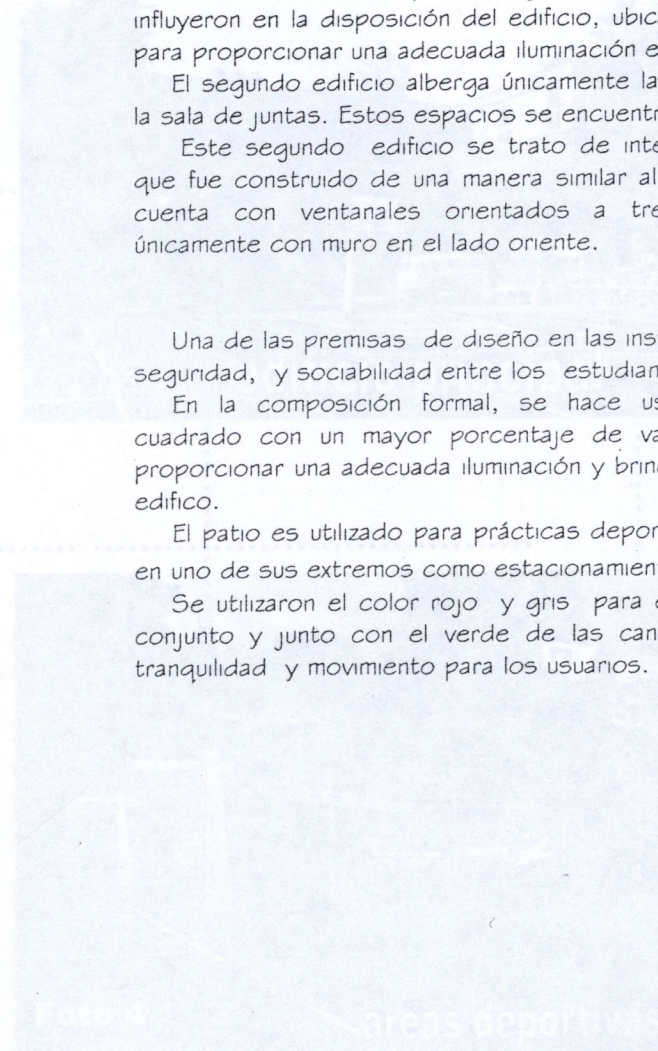 influyeron en la disposición del edificio, ubic
para proporcionar una adecuada iluminación e
El segundo edificio alberga únicamente la
la sala de juntas. Estos espacios se encuentr
Este segundo edificio se trato de inte
que fue construido de una manera similar al
cuenta con ventanales orientados a tre
únicamente con muro en el lado oriente.
Una de las premisas de diseño en las ins
seguridad, y sociabilidad entre los estudian
En la composición formal, se hace us
cuadrado con un mayor porcentaje de va
proporcionar una adecuada iluminación y brin
edifico.
El patio es utilizado para prácticas depor
en uno de sus extremos como estacionamien
Se utilizaron el color rojo y gris para
conjunto y junto con el verde de las can
tranquilidad y movimiento para los usuarios.
Foto 4
areas deportivas